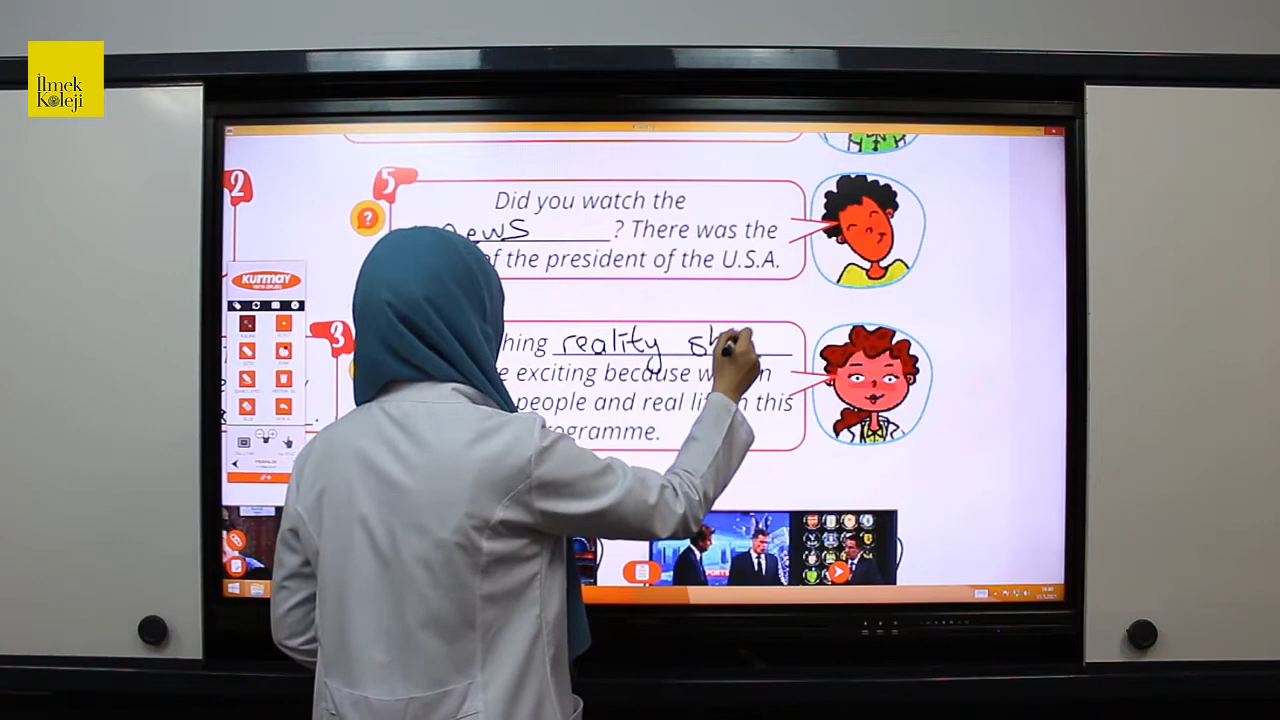 İlmek
Koleji
2
5
Did you watch the
news ? There was the
of the president of the U.S.A.
kurmay
3
hing reality sh
exciting because
people and real lif this
rogramme.